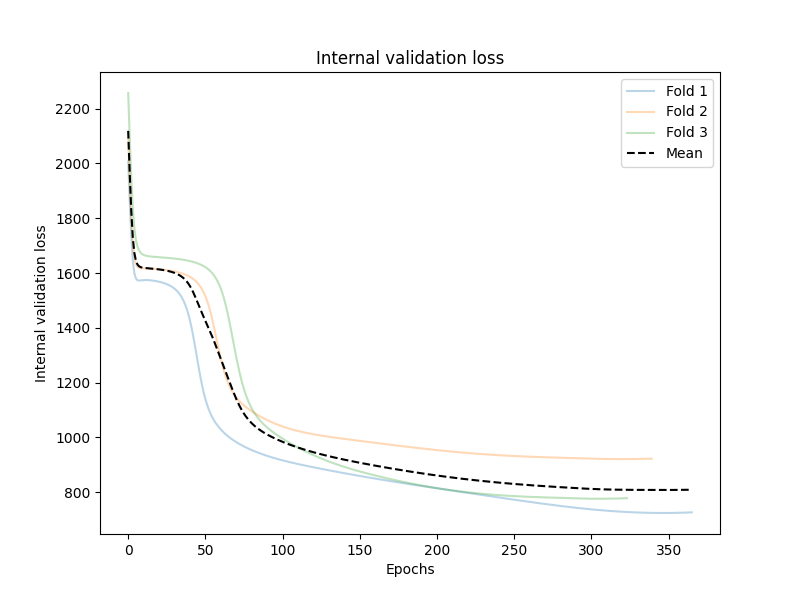 Internal validation loss
Fold 1
Fold 2
Fold 3
Mean
Internal validation loss
2200
2000
1800
1600
1400
1200
1000
800
0 50 100 150 200 250 300 350
Epochs